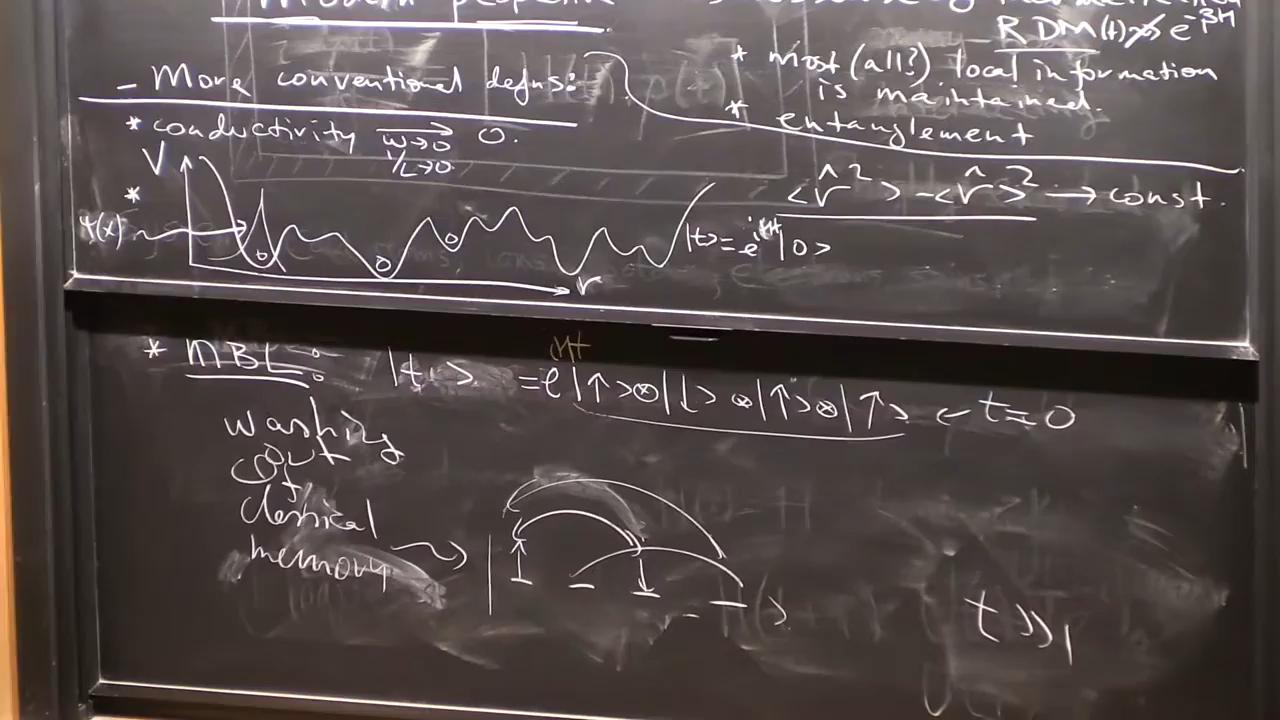 Modern
RDM(t) ≁ e^{-βH}
* most (all?) local information
is maintained.
* entanglement
- More conventional defns:
* conductivity → 0.
ω→0
1/L→0
V
*
ψ(x)
r
<r̂²> - <r̂>² → const.
|t> = e^{iHt}|0>
* MBL:
|t> = e^{iHt}|↑>⊗|↓>⊗|↑>⊗|↑> ← t=0
washing
out
of
classical
memory
t>>1